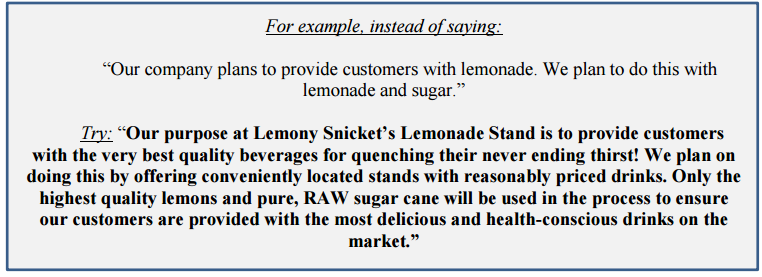 For example, instead of saying:
“Our company plans to provide customers with lemonade. We plan to do this with
lemonade and sugar.”
Try: “Our purpose at Lemony Snicket’s Lemonade Stand is to provide customers
with the very best quality beverages for quenching their never ending thirst! We plan on
doing this by offering conveniently located stands with reasonably priced drinks. Only the
highest quality lemons and pure, RAW sugar cane will be used in the process to ensure
our customers are provided with the most delicious and health-conscious drinks on the
market.”